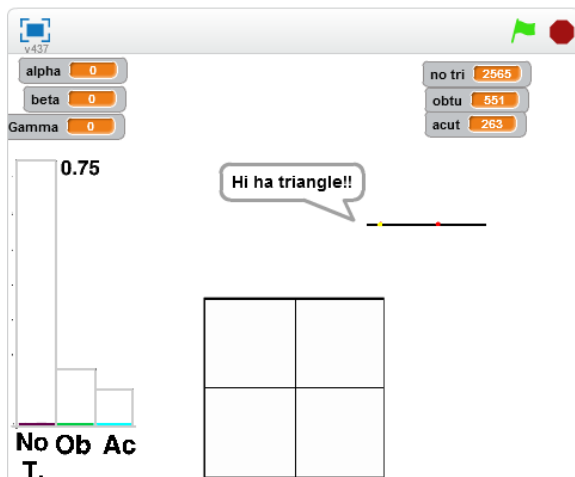 v437
alpha 0
beta 0
Gamma 0
no tri 2565
obtu 551
acut 263
0.75
Hi ha triangle!!
No Ob Ac
T.